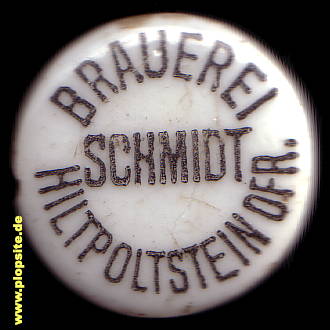 BRAUEREI
SCHMIDT
HILTPOLTSTEIN OFR.
www.plopsite.de